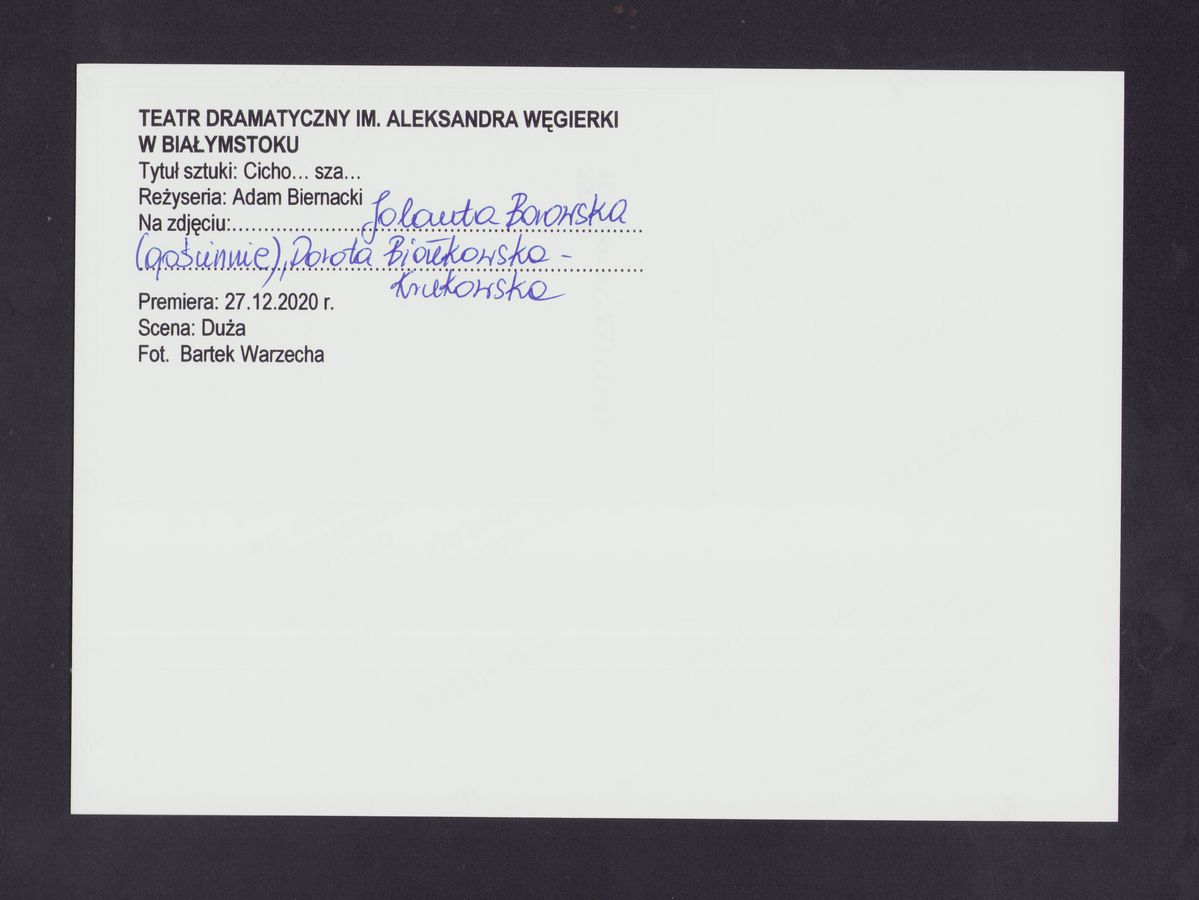 TEATR DRAMATYCZNY IM. ALEKSANDRA WĘGIERKI
W BIAŁYMSTOKU
Tytuł sztuki: Cicho... sza...
Reżyseria: Adam Biernacki
Na zdjęciu:.................... Jolanta Borowska
(gościnnie), Dorota Białkowska-
Krukowska
Premiera: 27.12.2020 r.
Scena: Duża
Fot. Bartek Warzecha